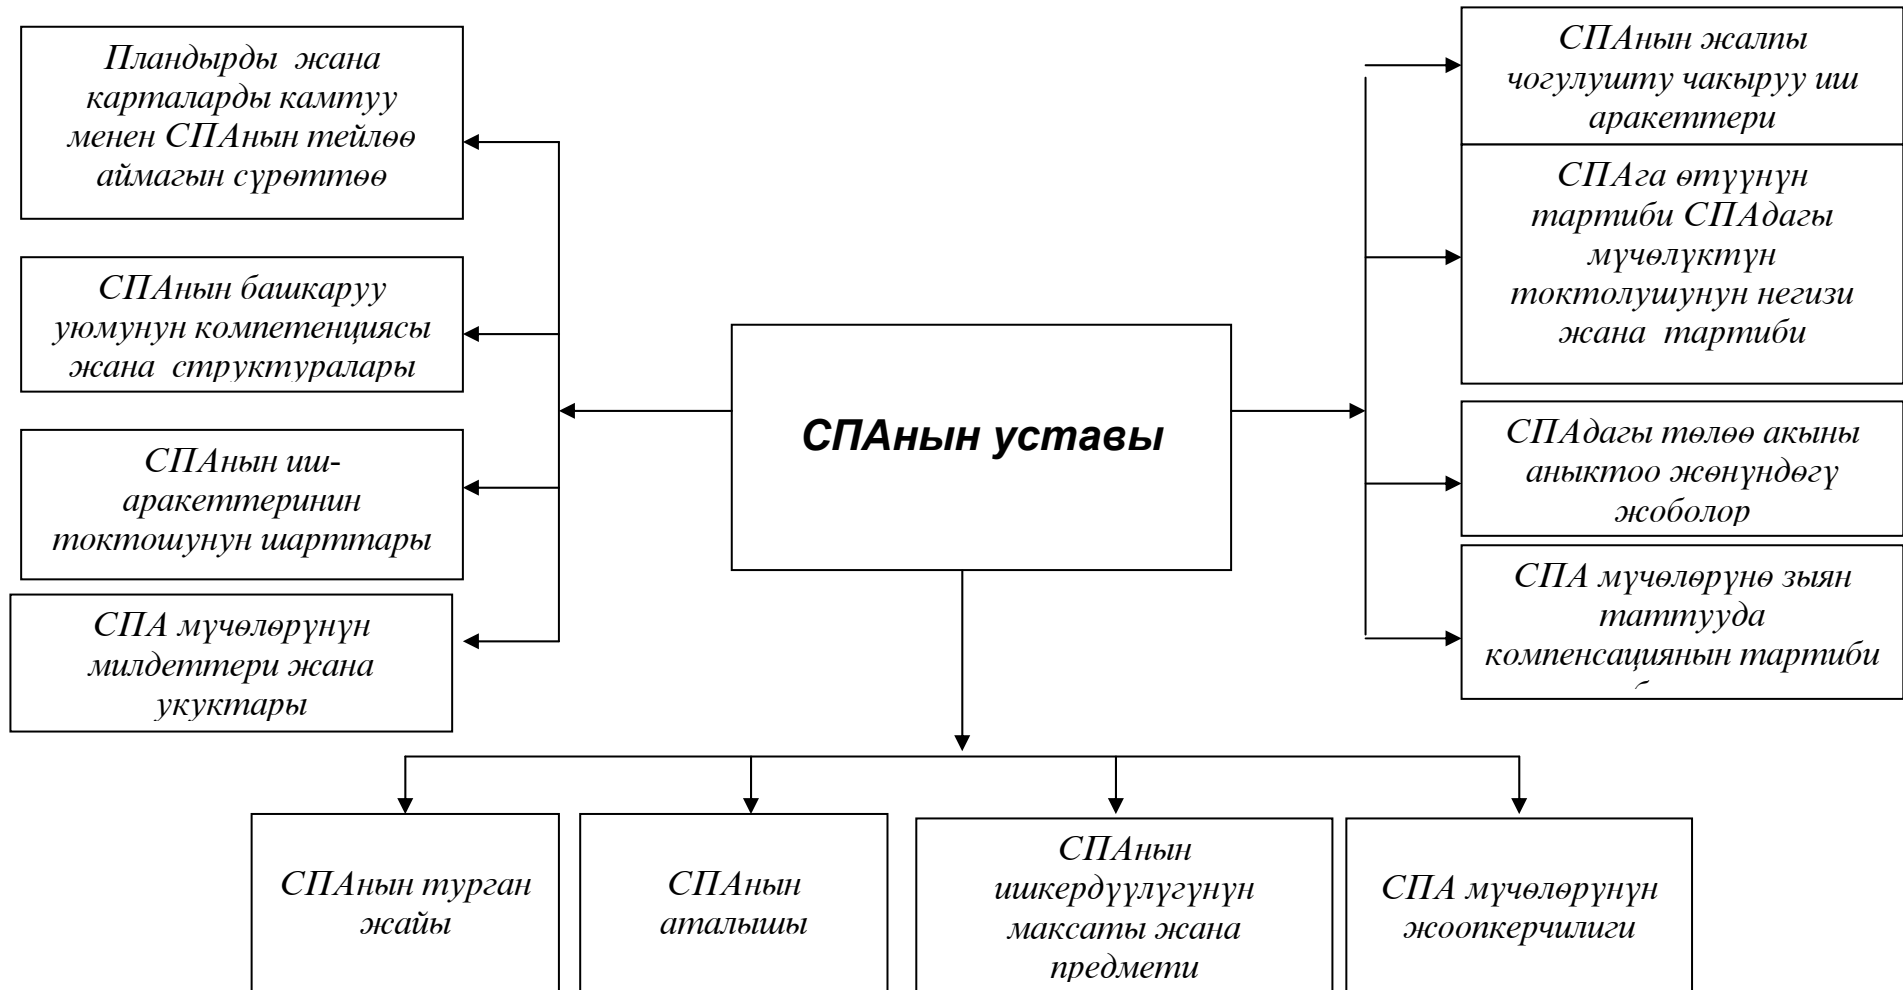 Пландырды жана
карталарды камтуу
менен СПАнын тейлөө
аймагын сүрөттөө
СПАнын башкаруу
уюмунун компетенциясы
жана структуралары
СПАнын иш-
аракеттеринин
токтошунун шарттары
СПА мүчөлөрүнүн
милдеттери жана
укуктары
СПАнын уставы
СПАнын жалпы
чогулушту чакыруу иш
аракеттери
СПАга өтүүнүн
тартиби СПАдагы
мүчөлүктүн
токтолушунун негизи
жана тартиби
СПАдагы төлөө акыны
аныктоо жөнүндөгү
жоболор
СПА мүчөлөрүнө зыян
таттууда
компенсациянын тартиби
СПАнын турган
жайы
СПАнын
аталышы
СПАнын
ишкердүүлүгүнүн
максаты жана
предмети
СПА мүчөлөрүнүн
жоопкерчилиги